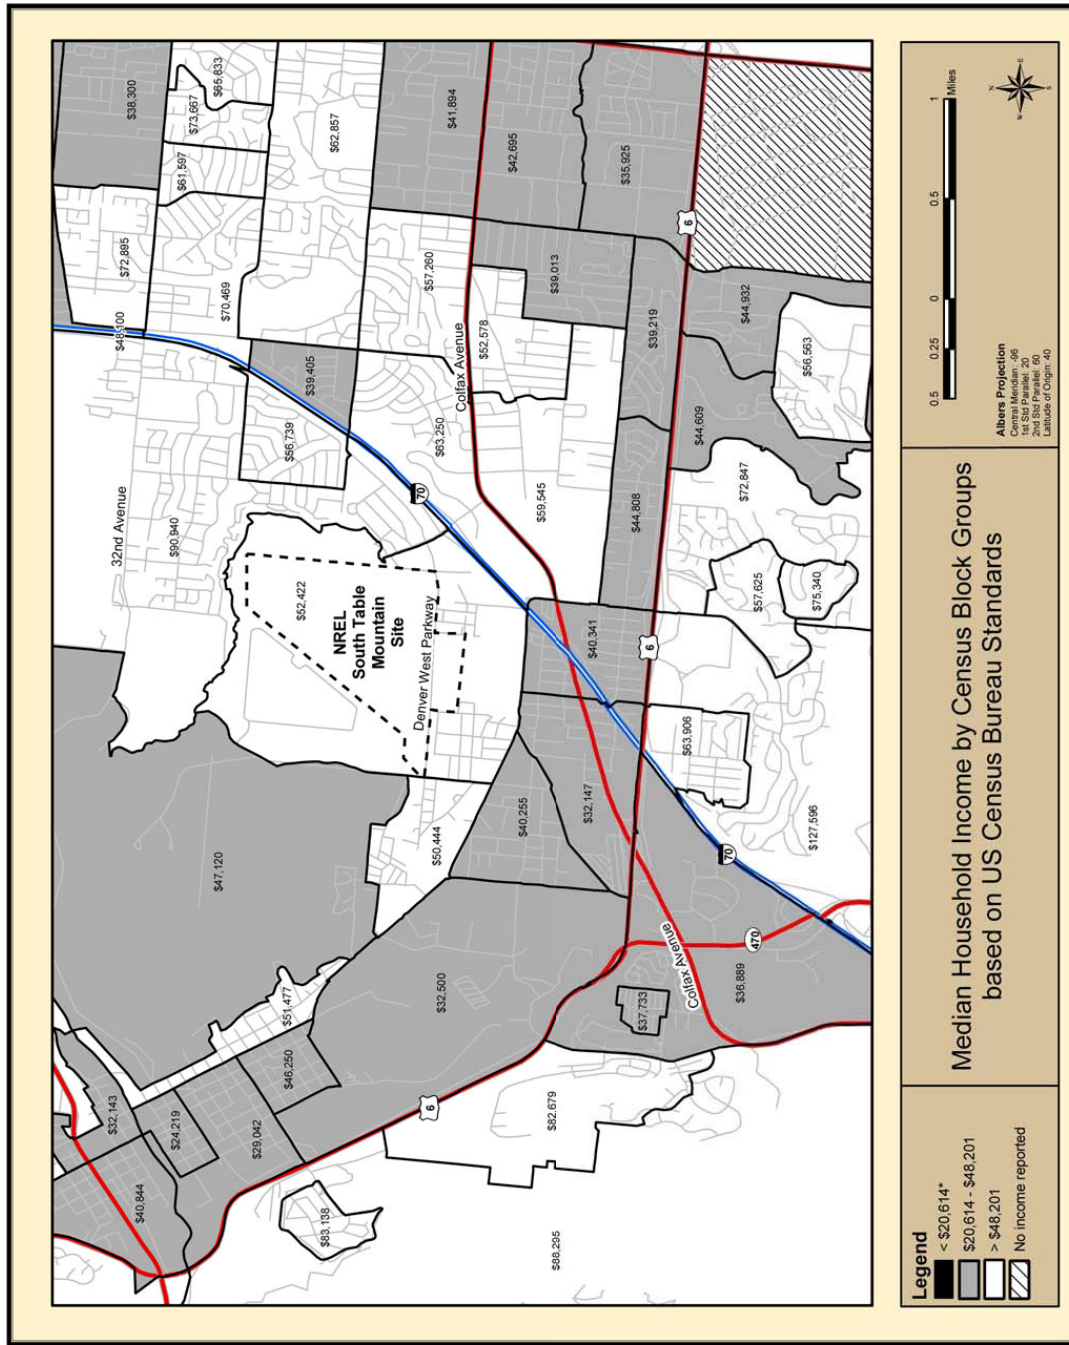 $40,844
$32,143
$24,219
$29,042
$46,250
$51,477
$83,138
$47,120
32nd Avenue
$90,940
$48,100
$72,895
$38,300
$61,597
$73,667
$65,833
$70,469
$62,857
$52,422
NREL
South Table
Mountain
Site
Denver West Parkway
$56,739
$39,405
70
$63,250
$57,260
Colfax Avenue
$41,894
$50,444
$32,500
6
$40,255
$52,578
$42,695
$59,545
$39,013
$82,679
$88,295
$32,147
$40,341
$35,925
$37,733
6
$44,808
$39,219
6
Colfax Avenue
$63,906
$44,609
470
$36,889
70
$72,847
$44,932
$57,625
$127,596
$75,340
$56,563
Legend
< $20,614*
$20,614 - $48,201
> $48,201
No income reported
Median Household Income by Census Block Groups
based on US Census Bureau Standards
0.5 0.25 0 0.5 1
Miles
Albers Projection
Central Meridian: -96
1st Std Parallel: 20
2nd Std Parallel: 60
Latitude of Origin: 40
N
W E
S